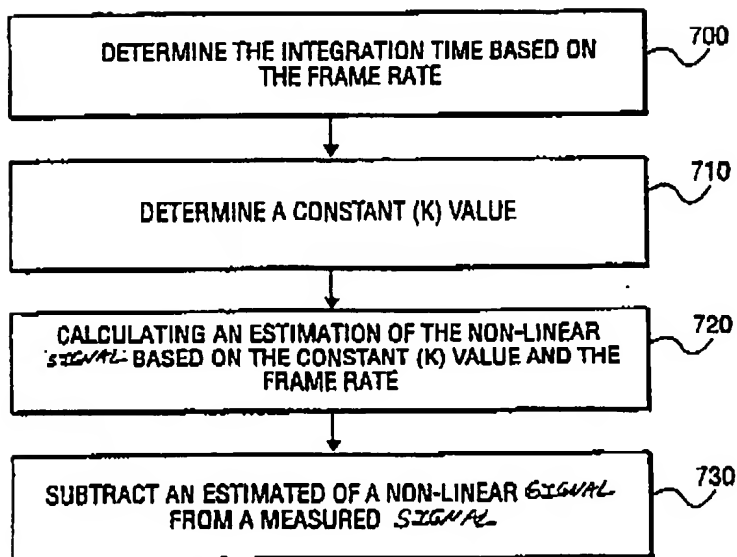 DETERMINE THE INTEGRATION TIME BASED ON
THE FRAME RATE
700
DETERMINE A CONSTANT (K) VALUE
710
CALCULATING AN ESTIMATION OF THE NON-LINEAR
SIGNAL BASED ON THE CONSTANT (K) VALUE AND THE
FRAME RATE
720
SUBTRACT AN ESTIMATED OF A NON-LINEAR SIGNAL
FROM A MEASURED SIGNAL
730